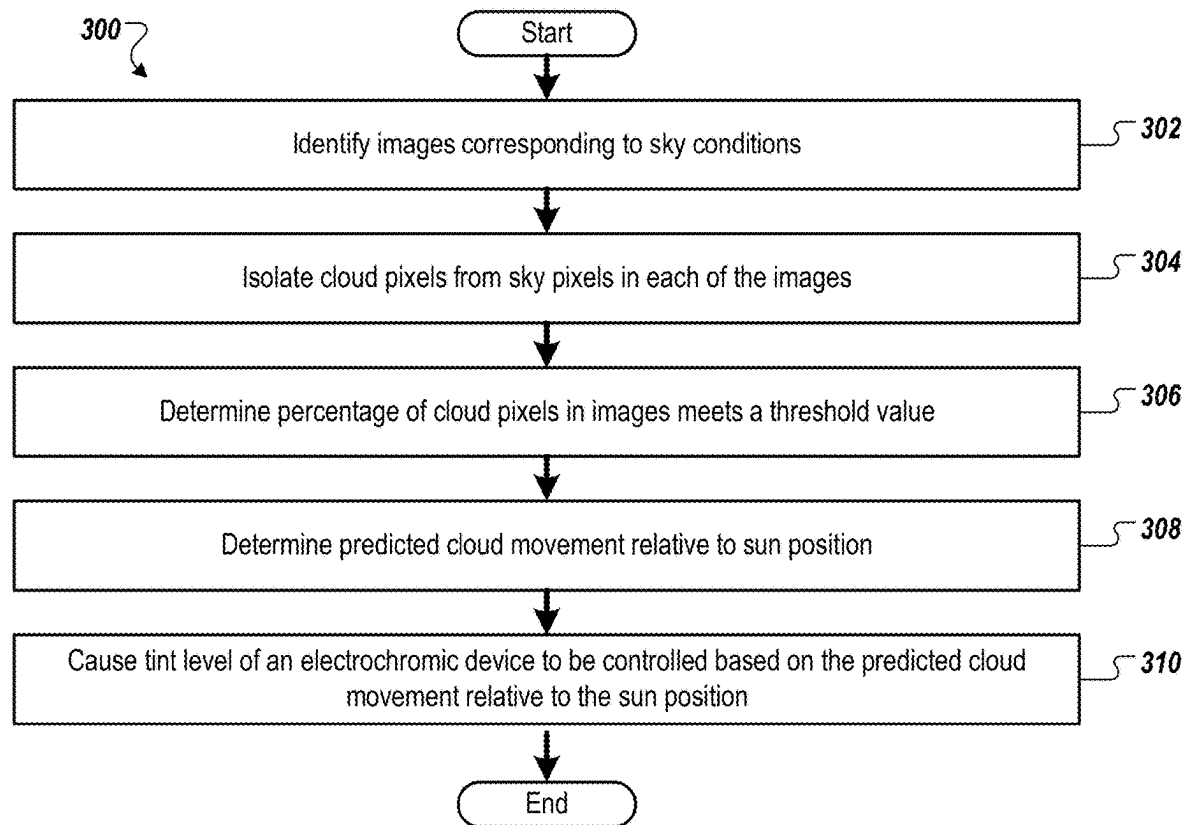 300
Start
Identify images corresponding to sky conditions
302
Isolate cloud pixels from sky pixels in each of the images
304
Determine percentage of cloud pixels in images meets a threshold value
306
Determine predicted cloud movement relative to sun position
308
Cause tint level of an electrochromic device to be controlled based on the predicted cloud
movement relative to the sun position
310
End